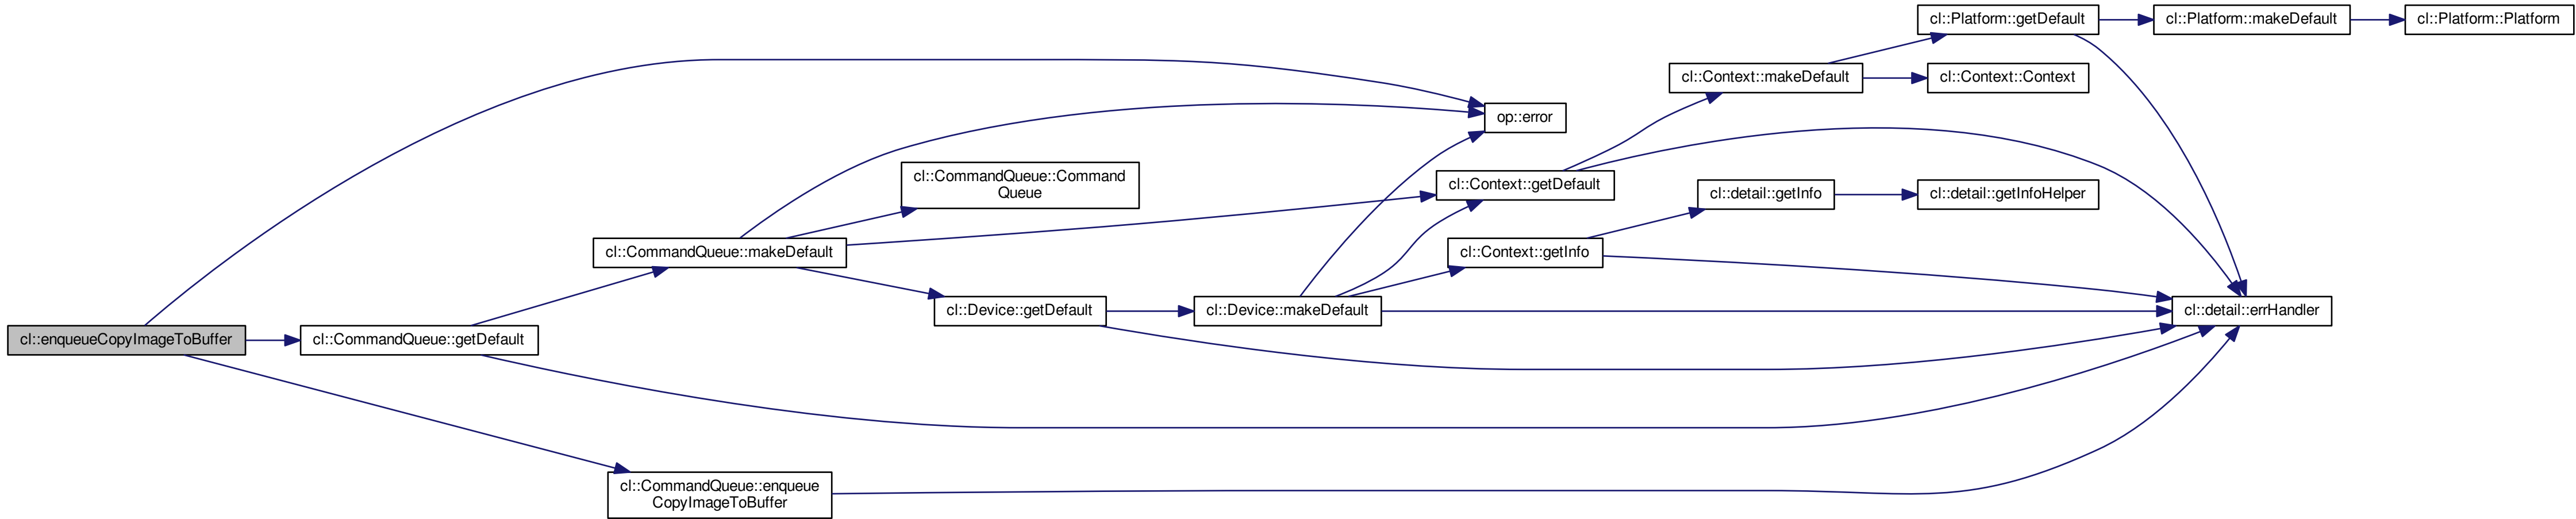 cl::Platform::getDefault
cl::Platform::makeDefault
cl::Platform::Platform
cl::Context::makeDefault
cl::Context::Context
op::error
cl::CommandQueue::Command
Queue
cl::Context::getDefault
cl::detail::getInfo
cl::detail::getInfoHelper
cl::CommandQueue::makeDefault
cl::Context::getInfo
cl::Device::getDefault
cl::Device::makeDefault
cl::detail::errHandler
cl::enqueueCopyImageToBuffer
cl::CommandQueue::getDefault
cl::CommandQueue::enqueue
CopyImageToBuffer